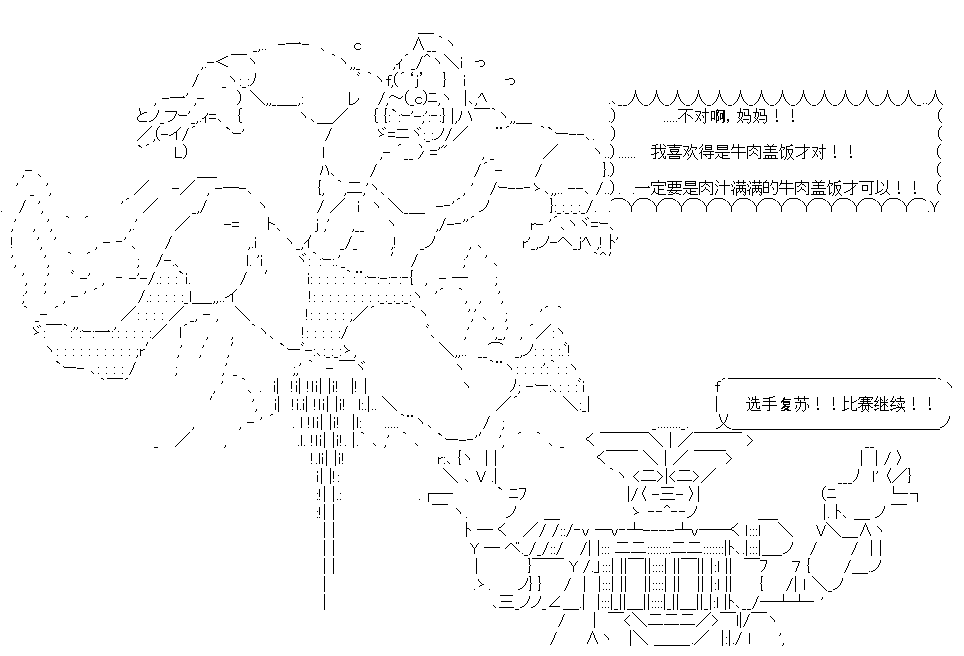 .....不对啊, 妈妈！！
...... 我喜欢得是牛肉盖饭才对！！
. .一定要是肉汁满满的牛肉盖饭才可以！！
选手复苏！！比赛继续！！